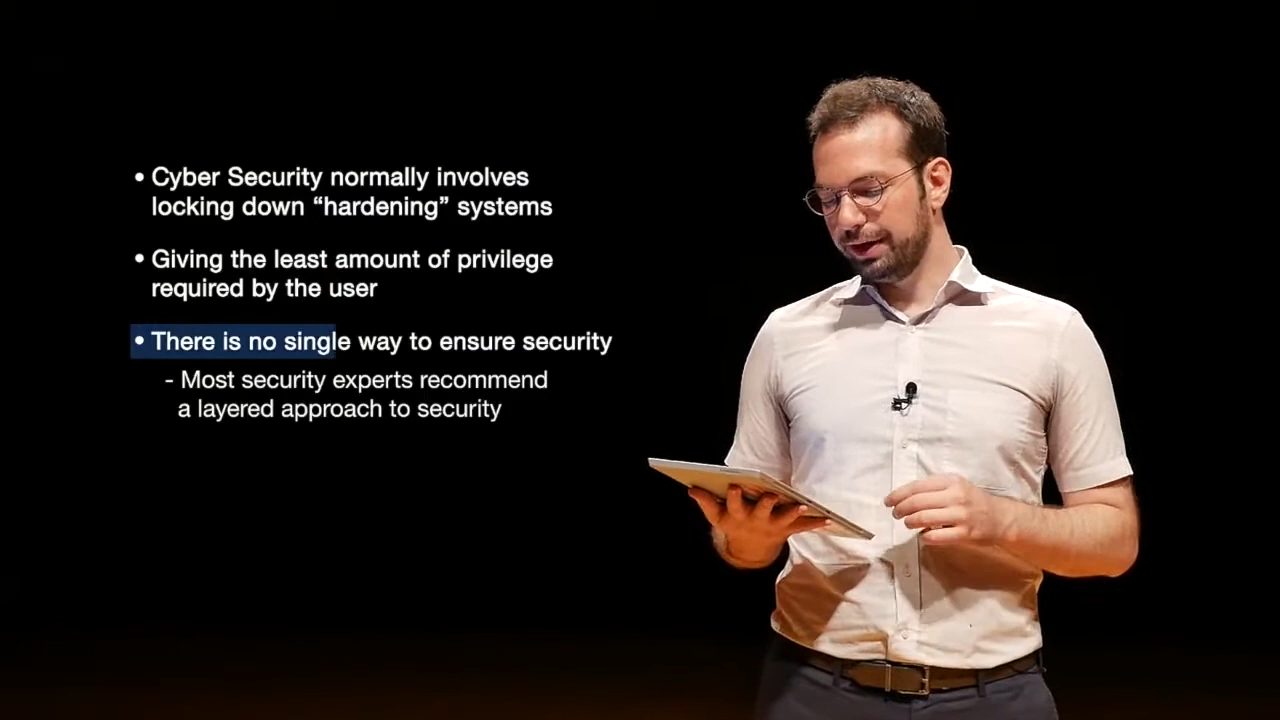 • Cyber Security normally involves
locking down “hardening” systems
• Giving the least amount of privilege
required by the user
• There is no single way to ensure security
- Most security experts recommend
a layered approach to security